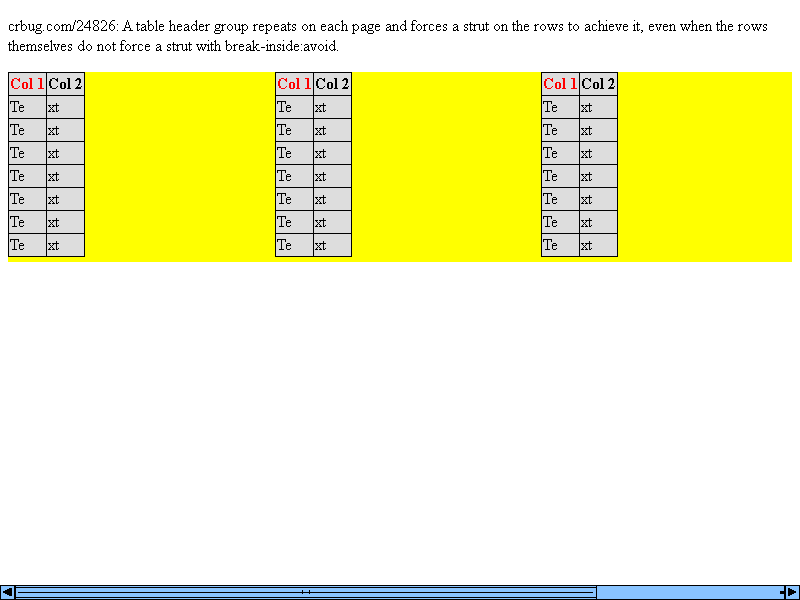 crbug.com/24826: A table header group repeats on each page and forces a strut on the rows to achieve it, even when the rows
themselves do not force a strut with break-inside:avoid.
Col 1 Col 2
Te xt
Te xt
Te xt
Te xt
Te xt
Te xt
Te xt
Col 1 Col 2
Te xt
Te xt
Te xt
Te xt
Te xt
Te xt
Te xt
Col 1 Col 2
Te xt
Te xt
Te xt
Te xt
Te xt
Te xt
Te xt